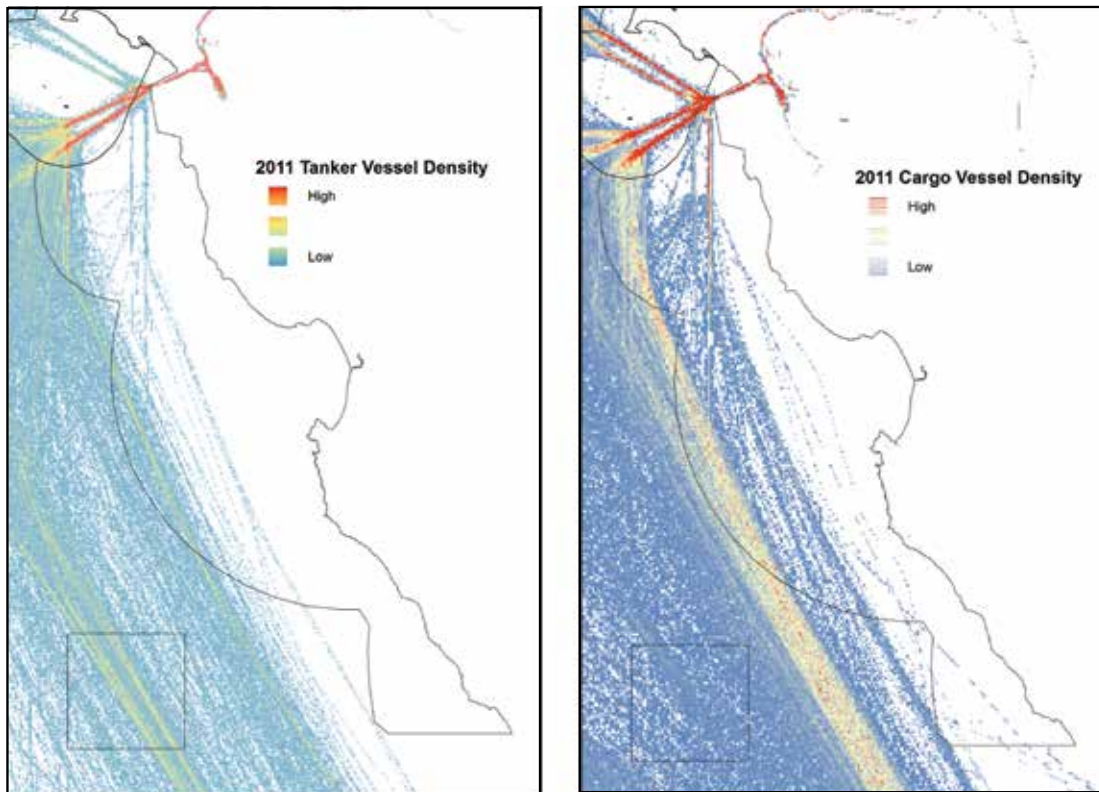 2011 Tanker Vessel Density
High
Low
2011 Cargo Vessel Density
High
Low